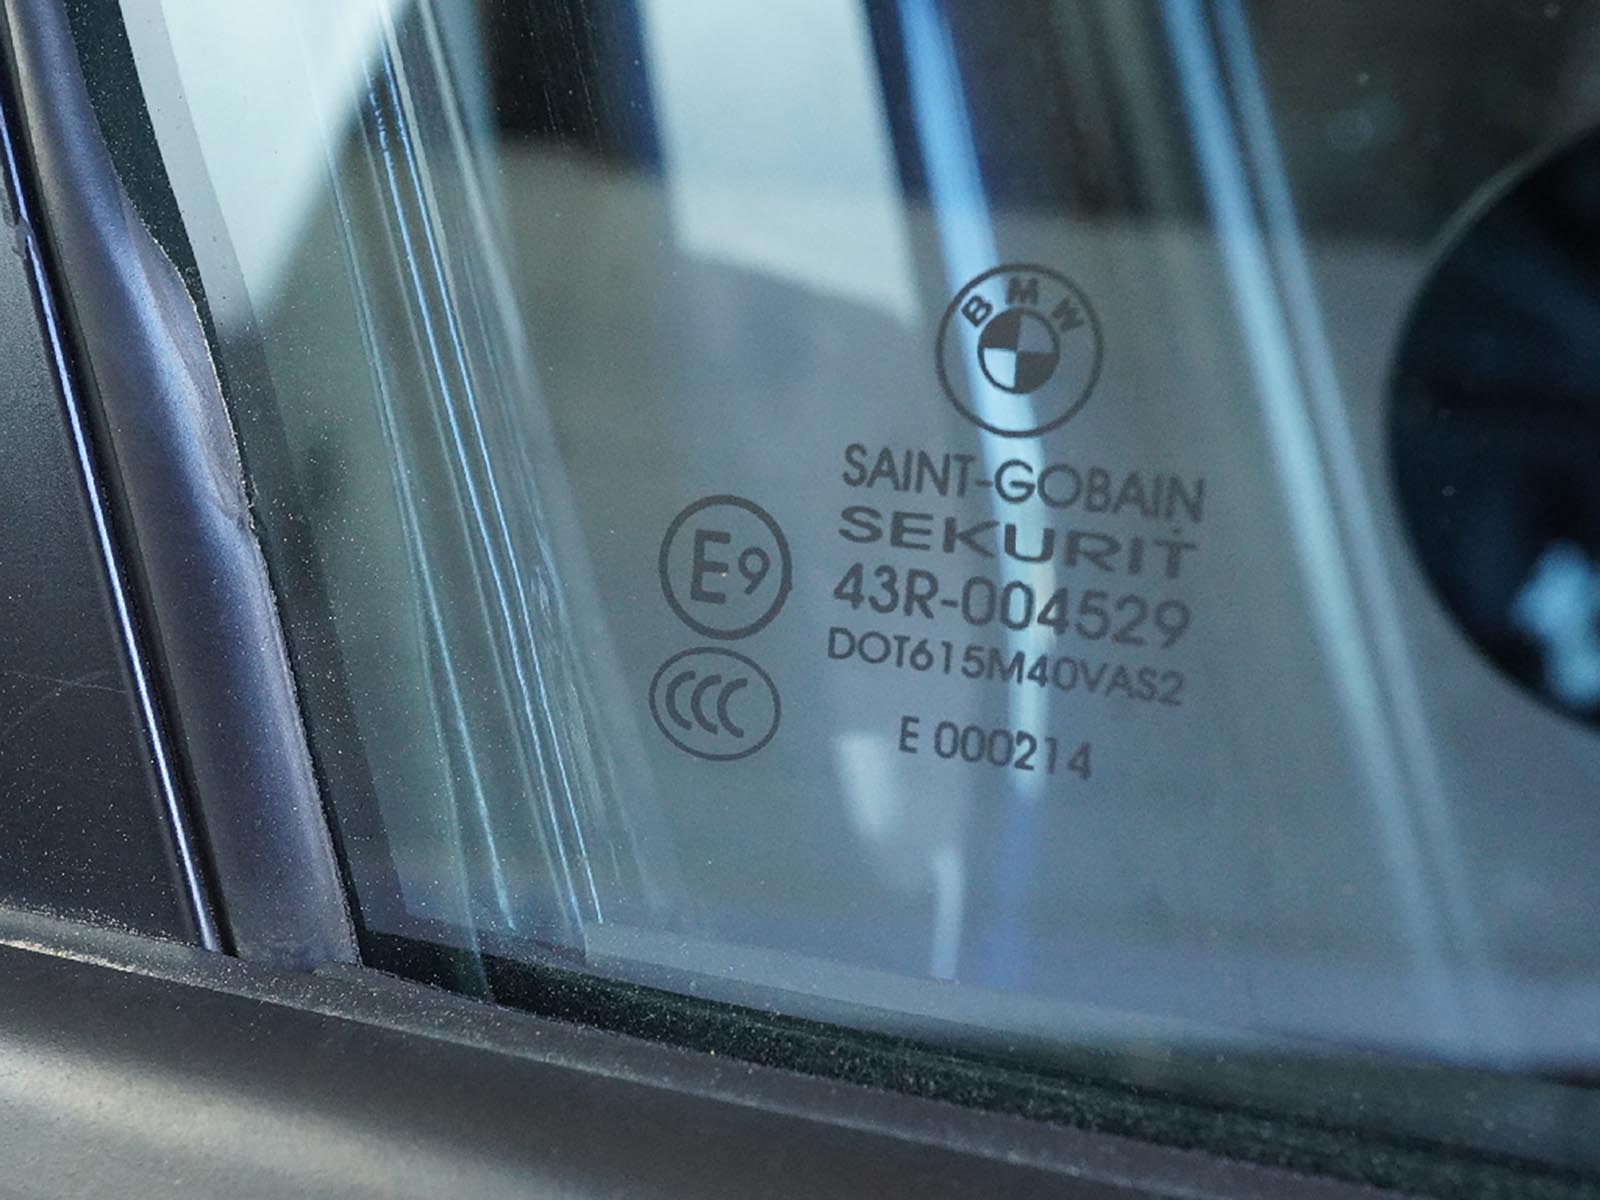 BMW
SAINT-GOBAIN
SEKURIT
E9
43R-004529
DOT615M40VAS2
CCC
E 000214